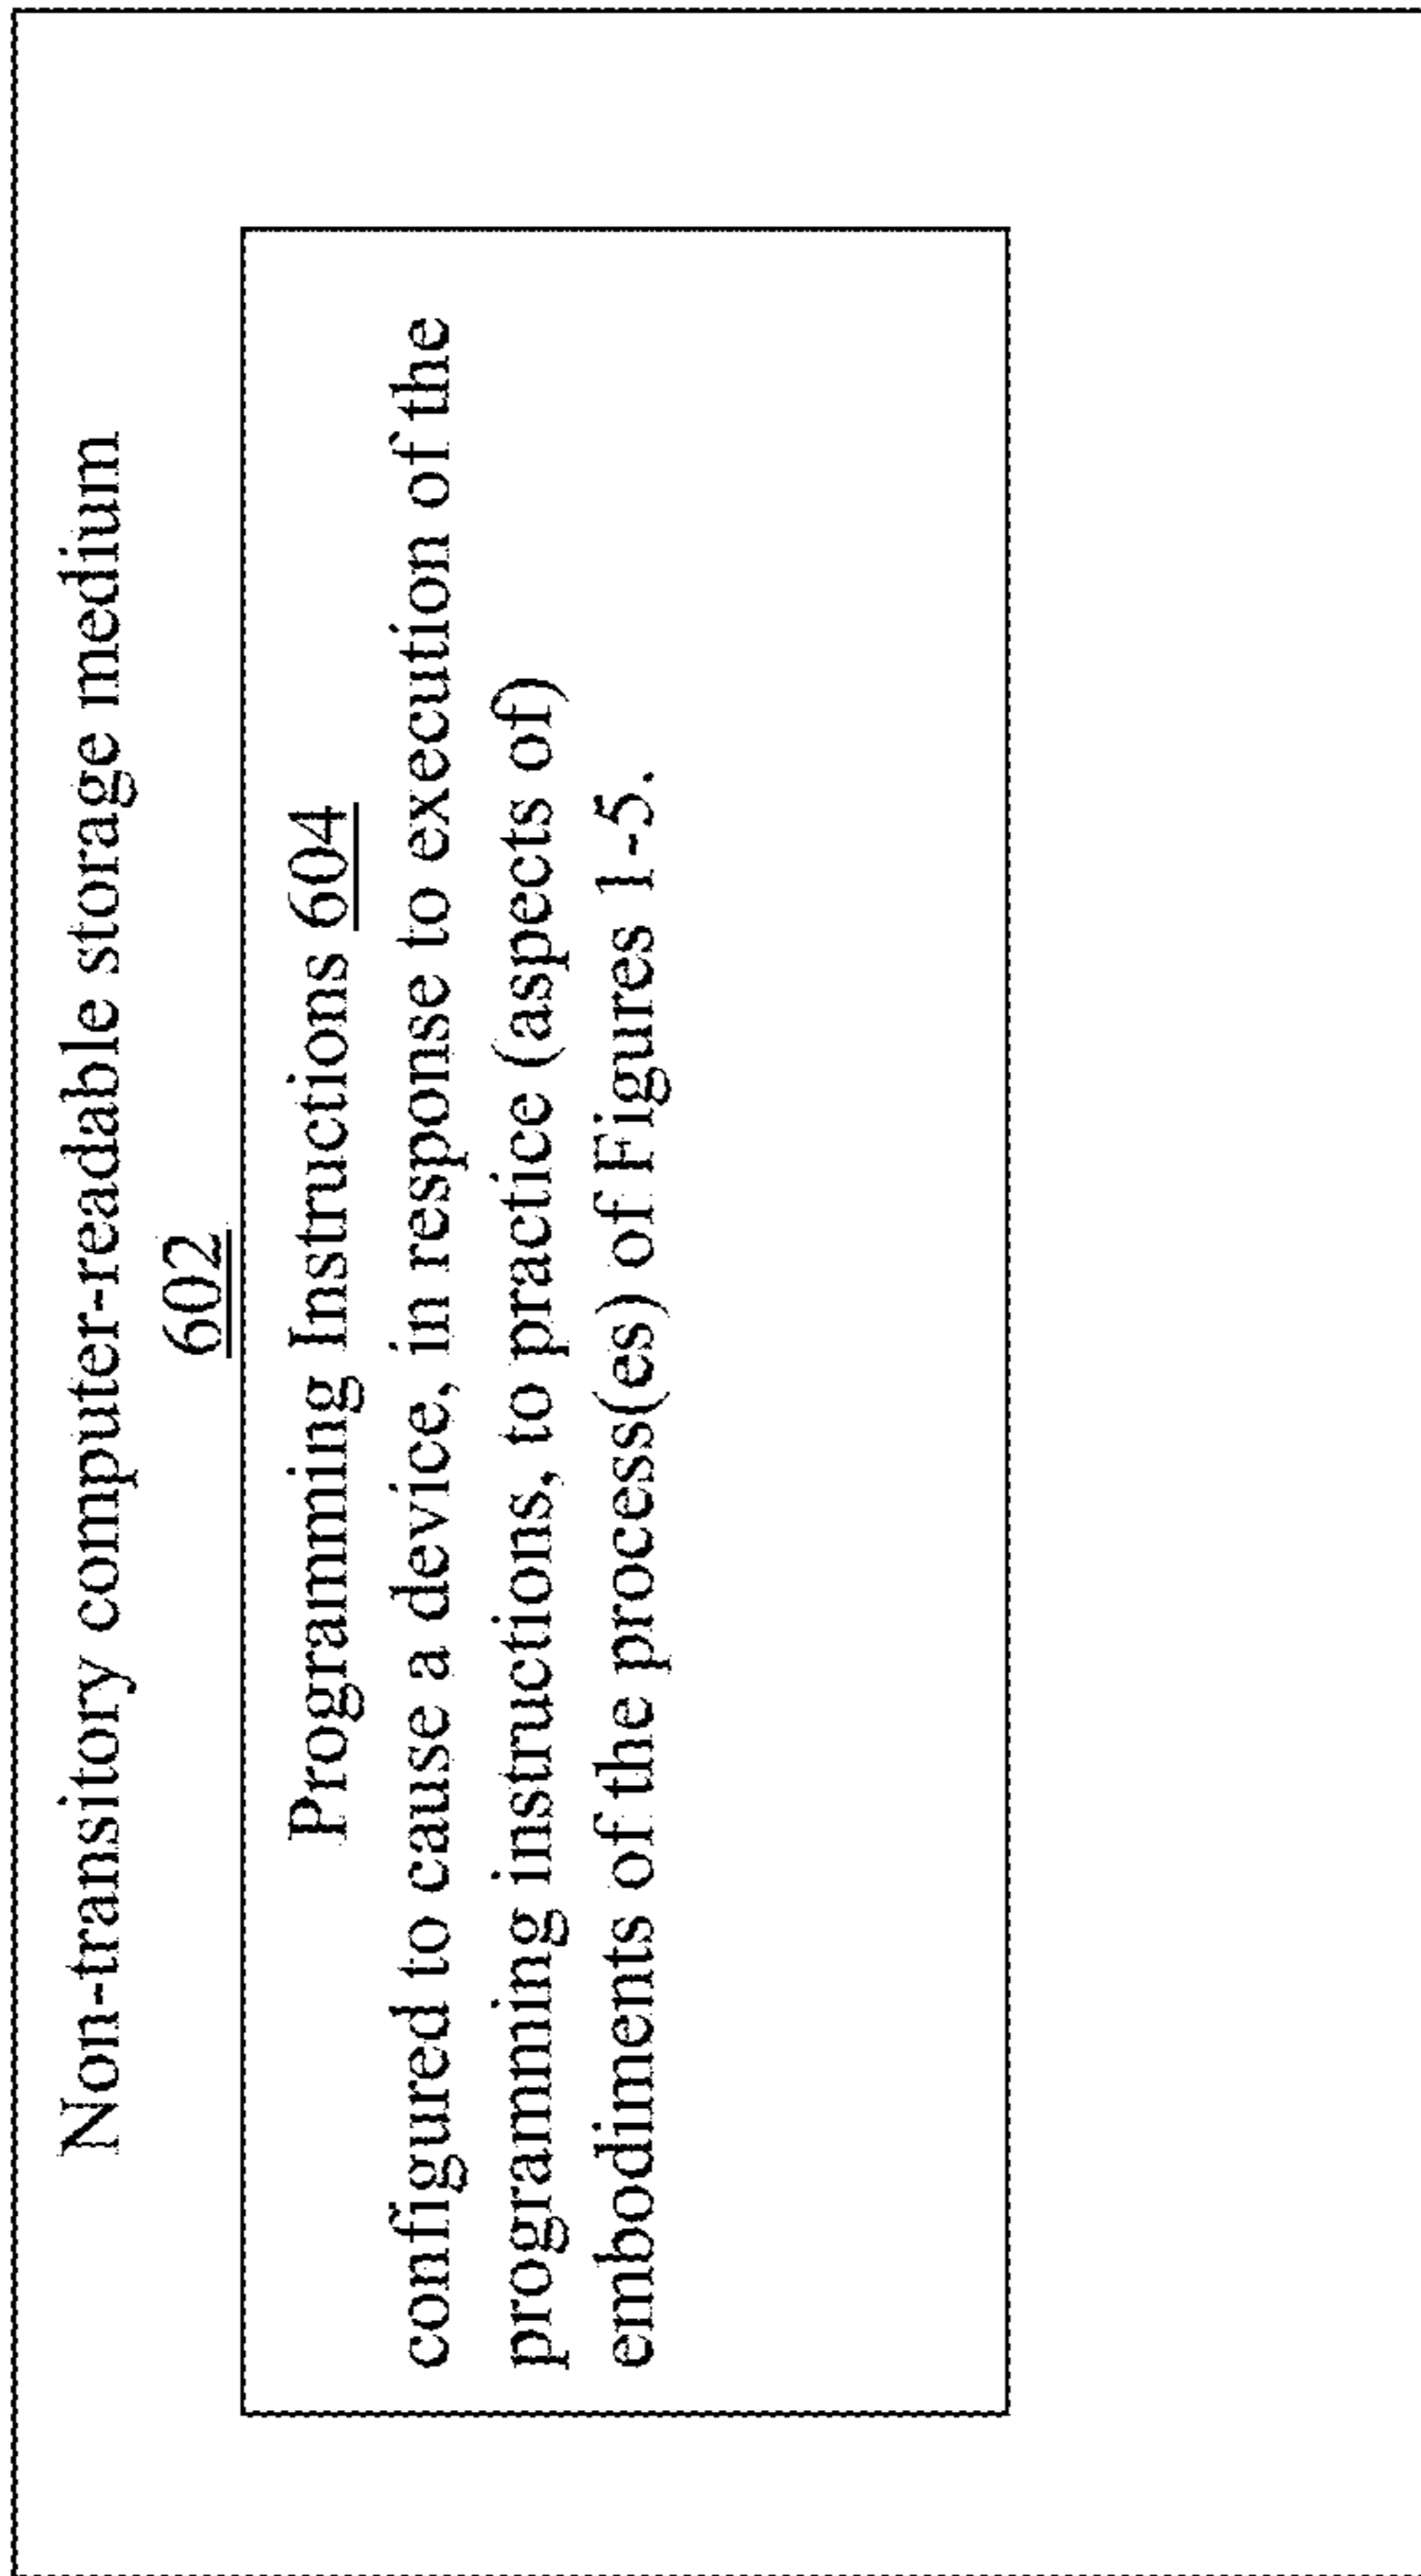 Non-transitory computer-readable storage medium
602
Programming Instructions 604
configured to cause a device, in response to execution of the
programming instructions, to practice (aspects of)
embodiments of the process(es) of Figures 1-5.